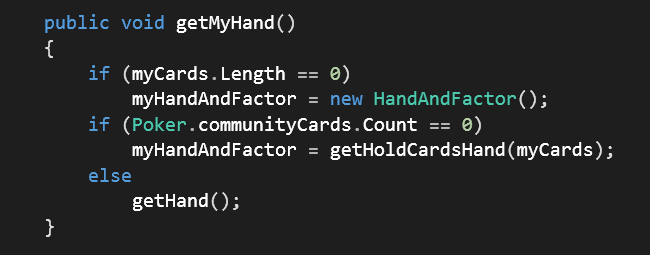 public void getMyHand()
{
    if (myCards.Length == 0)
        myHandAndFactor = new HandAndFactor();
    if (Poker.communityCards.Count == 0)
        myHandAndFactor = getHoldCardsHand(myCards);
    else
        getHand();
}